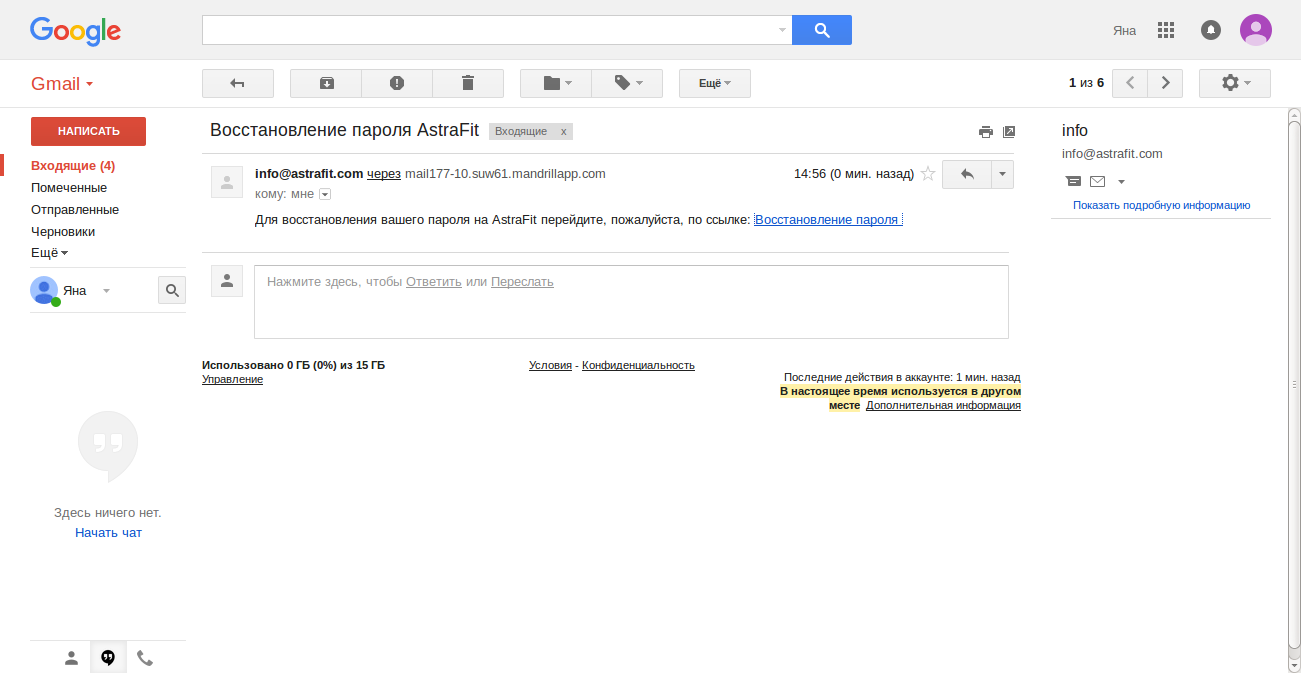 Google
Яна
Gmail
Ещё
1 из 6
НАПИСАТЬ
Входящие (4)
Помеченные
Отправленные
Черновики
Ещё
Яна
Здесь ничего нет.
Начать чат
Восстановление пароля AstraFit Входящие x
info@astrafit.com через mail177-10.suw61.mandrillapp.com 14:56 (0 мин. назад)
кому: мне
Для восстановления вашего пароля на AstraFit перейдите, пожалуйста, по ссылке: Восстановление пароля
Нажмите здесь, чтобы Ответить или Переслать
Использовано 0 ГБ (0%) из 15 ГБ
Управление
Условия - Конфиденциальность
Последние действия в аккаунте: 1 мин. назад
В настоящее время используется в другом
месте Дополнительная информация
info
info@astrafit.com
Показать подробную информацию